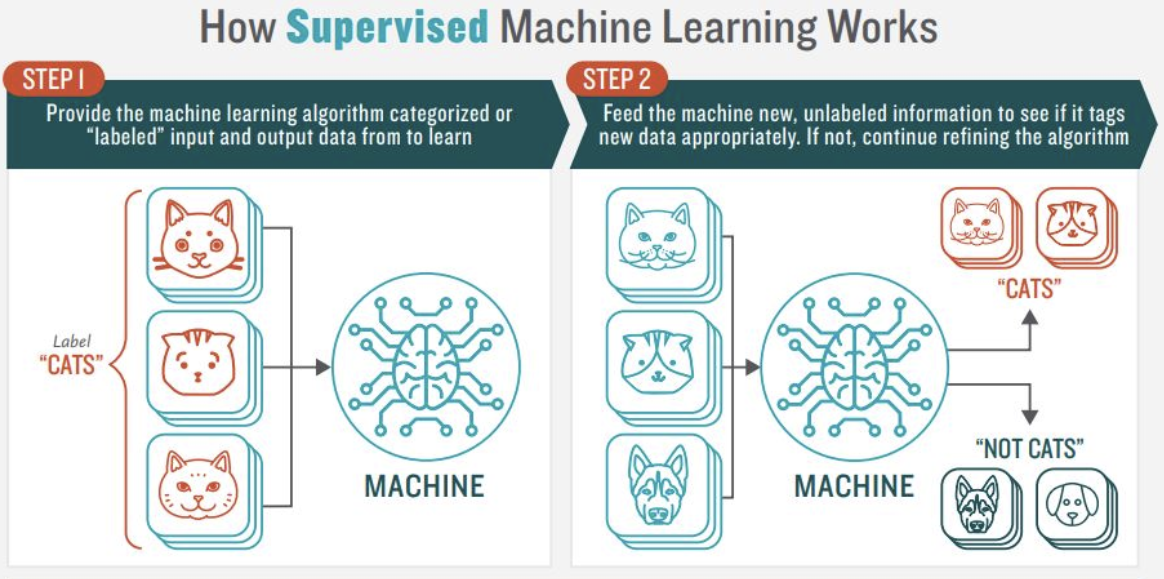 How Supervised Machine Learning Works
STEP I
Provide the machine learning algorithm categorized or
“labeled” input and output data from to learn
STEP 2
Feed the machine new, unlabeled information to see if it tags
new data appropriately. If not, continue refining the algorithm
Label
“CATS”
MACHINE
MACHINE
“CATS”
“NOT CATS”